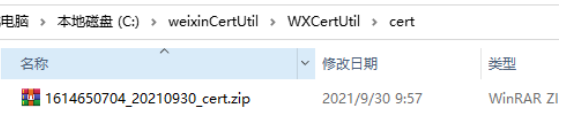 电脑 › 本地磁盘 (C:) › weixinCertUtil › WXCertUtil › cert
名称 修改日期 类型
1614650704_20210930_cert.zip 2021/9/30 9:57 WinRAR ZI